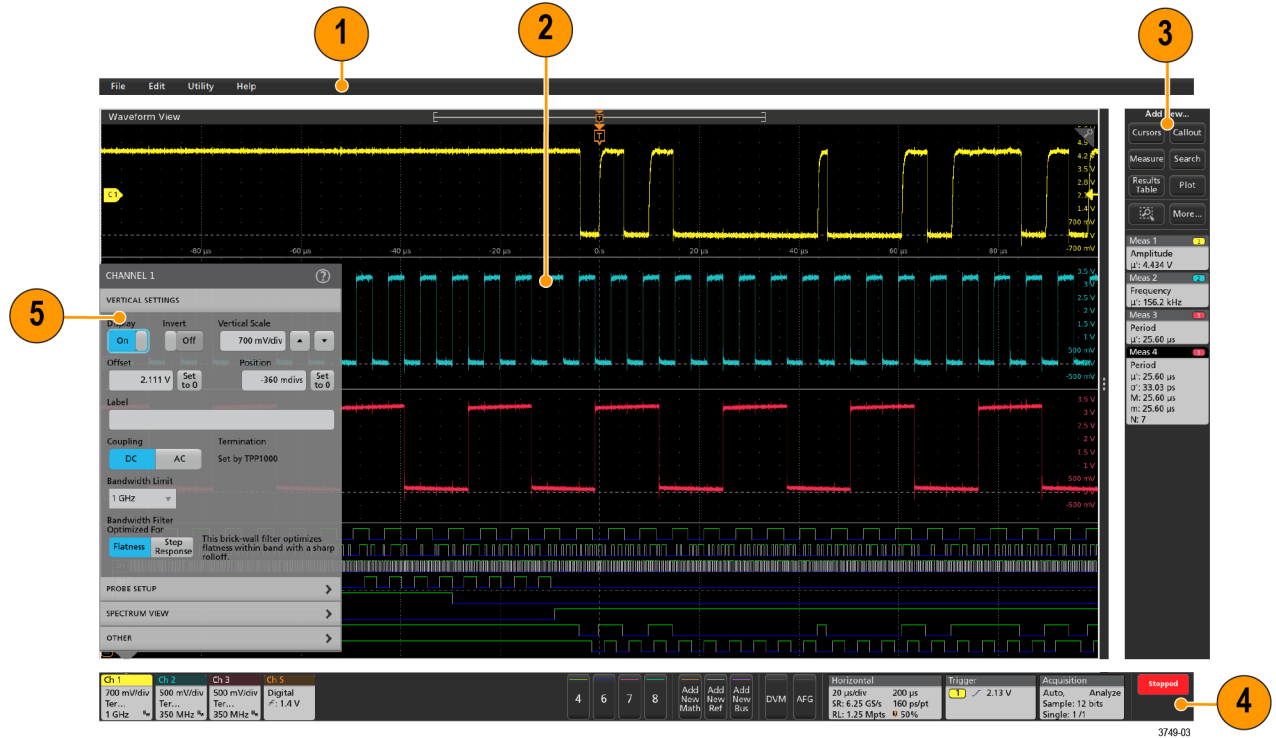 1
2
3
File Edit Utility Help
Waveform View
Add New...
Cursors Callout
Measure Search
Results Table Plot
More...
T
T
C1
4.9
4.2 V
3.5 V
2.8 V
1.4 V
700 mV
-700 mV
-80 µs -60 µs -40 µs -20 µs 0 s 20 µs 40 µs 60 µs 80 µs
Meas 1 1
Amplitude
µ': 4.434 V
Meas 2 2
Frequency
µ': 156.2 kHz
Meas 3
Period
µ': 25.60 µs
Meas 4
Period
µ': 25.60 µs
σ': 33.03 ps
M: 25.60 µs
m: 25.60 µs
N: 7
5
CHANNEL 1 ?
VERTICAL SETTINGS
Display Invert Vertical Scale
On Off 700 mV/div
Offset Position
2.111 V Set to 0 -360 mdivs Set to 0
Label
Coupling Termination
DC AC Set by TPP1000
Bandwidth Limit
1 GHz
Bandwidth Filter
Optimized For
Flatness Step Response
This brick-wall filter optimizes
flatness within band with a sharp
rolloff.
PROBE SETUP
SPECTRUM VIEW
OTHER
3.5 V
3 V
2.5 V
2 V
1.5 V
1 V
500 mV
-500 mV
3.5 V
3 V
2.5 V
2 V
1.5 V
1 V
500 mV
-500 mV
Ch 1
700 mV/div
Ter...
1 GHz
Ch 2
500 mV/div
Ter...
350 MHz
Ch 3
500 mV/div
Ter...
350 MHz
Ch 5
Digital
: 1.4 V
4 6 7 8
Add New Math
Add New Ref
Add New Bus
DVM AFG
Horizontal
20 µs/div 200 µs
SR: 6.25 GS/s 160 ps/pt
RL: 1.25 Mpts 50%
Trigger
1 2.13 V
Acquisition
Auto, Analyze
Sample: 12 bits
Single: 1 /1
Stopped
4
3749-03